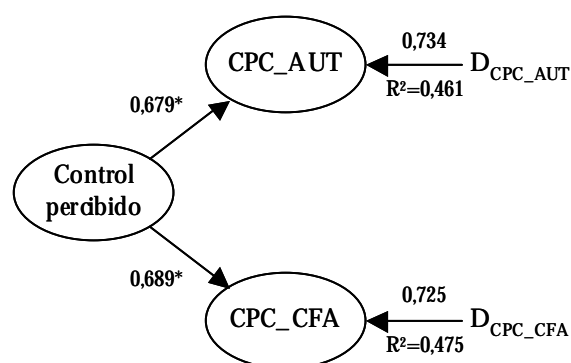 0,734
CPC_AUT
D_CPC_AUT
R²=0,461
0,679*
Control
percibido
0,689*
0,725
CPC_CFA
D_CPC_CFA
R²=0,475